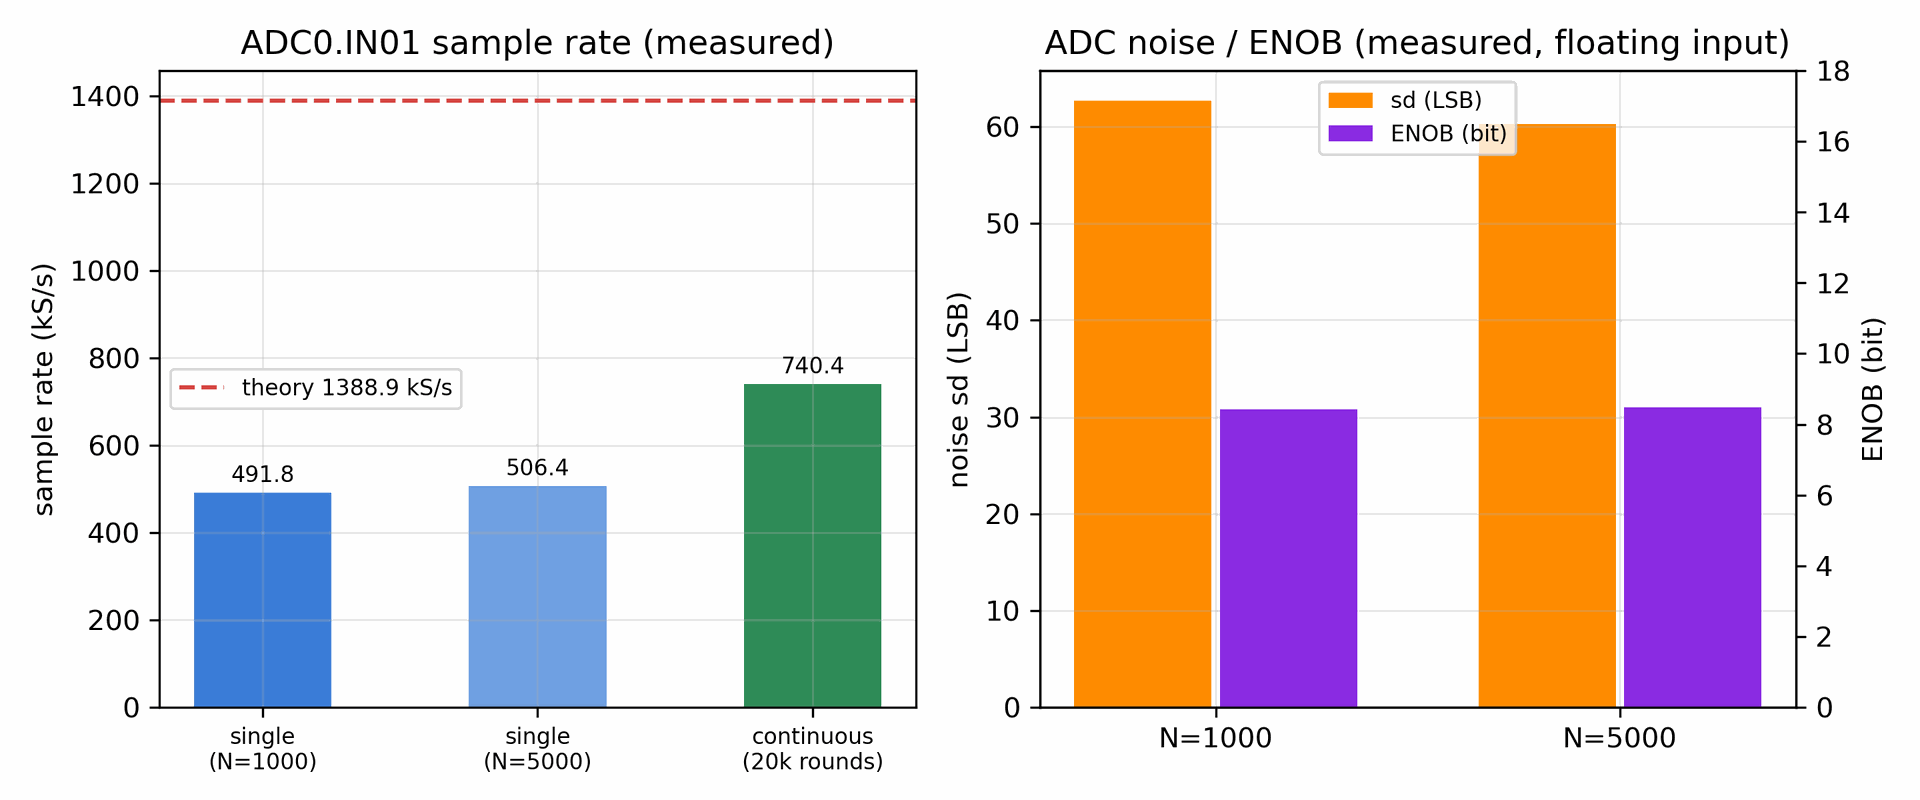 ADC0.IN01 sample rate (measured)
sample rate (kS/s)
1400
1200
1000
800
600
400
200
0
theory 1388.9 kS/s
491.8
506.4
740.4
single
(N=1000)
single
(N=5000)
continuous
(20k rounds)
ADC noise / ENOB (measured, floating input)
noise sd (LSB)
60
50
40
30
20
10
0
sd (LSB)
ENOB (bit)
N=1000
N=5000
18
16
14
12
10
8
6
4
2
0
ENOB (bit)